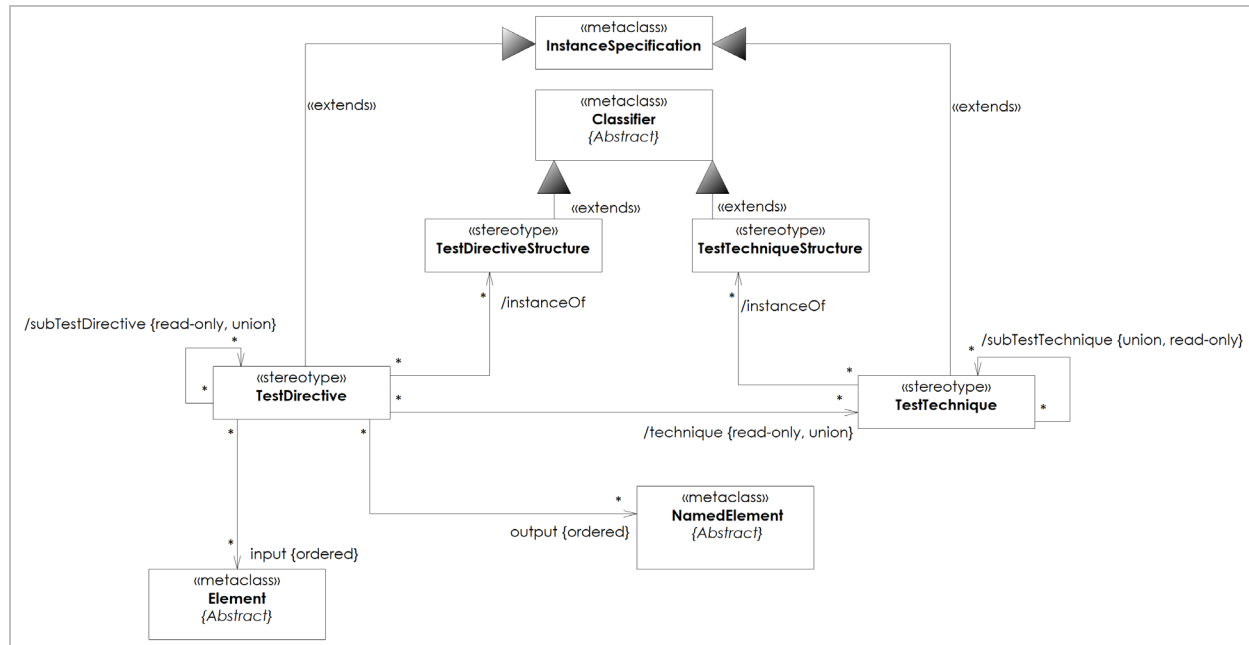 «metaclass»
InstanceSpecification
«extends»
«extends»
«metaclass»
Classifier
{Abstract}
«extends»
«extends»
«stereotype»
TestDirectiveStructure
«stereotype»
TestTechniqueStructure
*
/instanceOf
*
/instanceOf
/subTestDirective {read-only, union}
*
/subTestTechnique {union, read-only}
*
*
*
«stereotype»
TestDirective
*
*
*
«stereotype»
TestTechnique
*
*
*
*
/technique {read-only, union}
*
output {ordered}
«metaclass»
NamedElement
{Abstract}
*
input {ordered}
«metaclass»
Element
{Abstract}